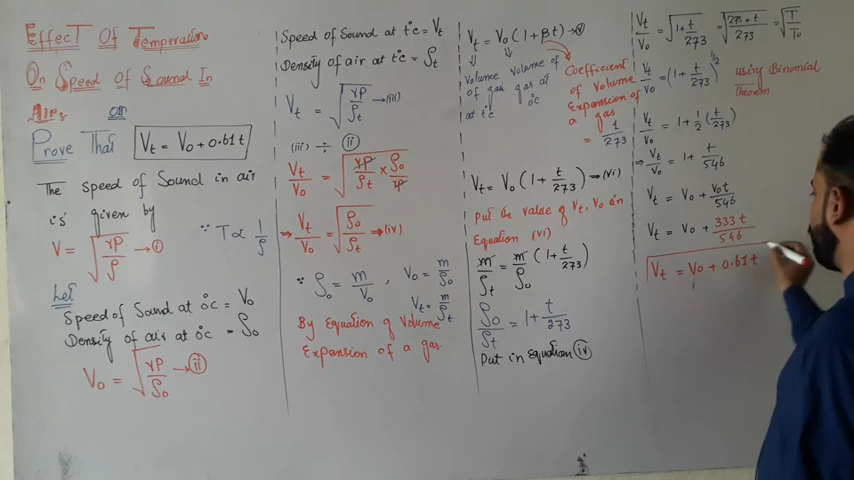 Effect Of Temperature
On Speed of Sound In
Air. OR
Prove That Vt = V0 + 0.61t
The speed of Sound in air
is given by
V = √(γP/ρ) → (i)
∵ T ∝ 1/ρ
Let
Speed of Sound at 0°C = V0
Density of air at 0°C = ρ0
V0 = √(γP/ρ0) → (ii)
Speed of Sound at t°C = Vt
Density of air at t°C = ρt
Vt = √(γP/ρt) → (iii)
(iii) ÷ (ii)
Vt/V0 = √(γP/ρt × ρ0/γP)
⇒ Vt/V0 = √(ρ0/ρt) → (iv)
∵ ρ0 = m/V0 , V0 = m/ρ0
Vt = m/ρt
By Equation of Volume
Expansion of a gas.
Vt = V0 (1 + βt) → (v)
Volume of gas at t°C
Volume of gas at 0°C
Coefficient
of Volume
Expansion of
a gas
= 1/273
Vt = V0 (1 + t/273) → (vi)
Put the value of Vt, V0 in
Equation (vi)
m/ρt = m/ρ0 (1 + t/273)
ρ0/ρt = 1 + t/273
Put in Equation (iv)
Vt/V0 = √(1 + t/273) = √((273 + t)/273) = √(T/T0)
Vt/V0 = (1 + t/273)^1/2 using Binomial
Theorem
Vt/V0 = 1 + 1/2 (t/273)
⇒ Vt/V0 = 1 + t/546
Vt = V0 + V0t/546
Vt = V0 + 333t/546
Vt = V0 + 0.61t